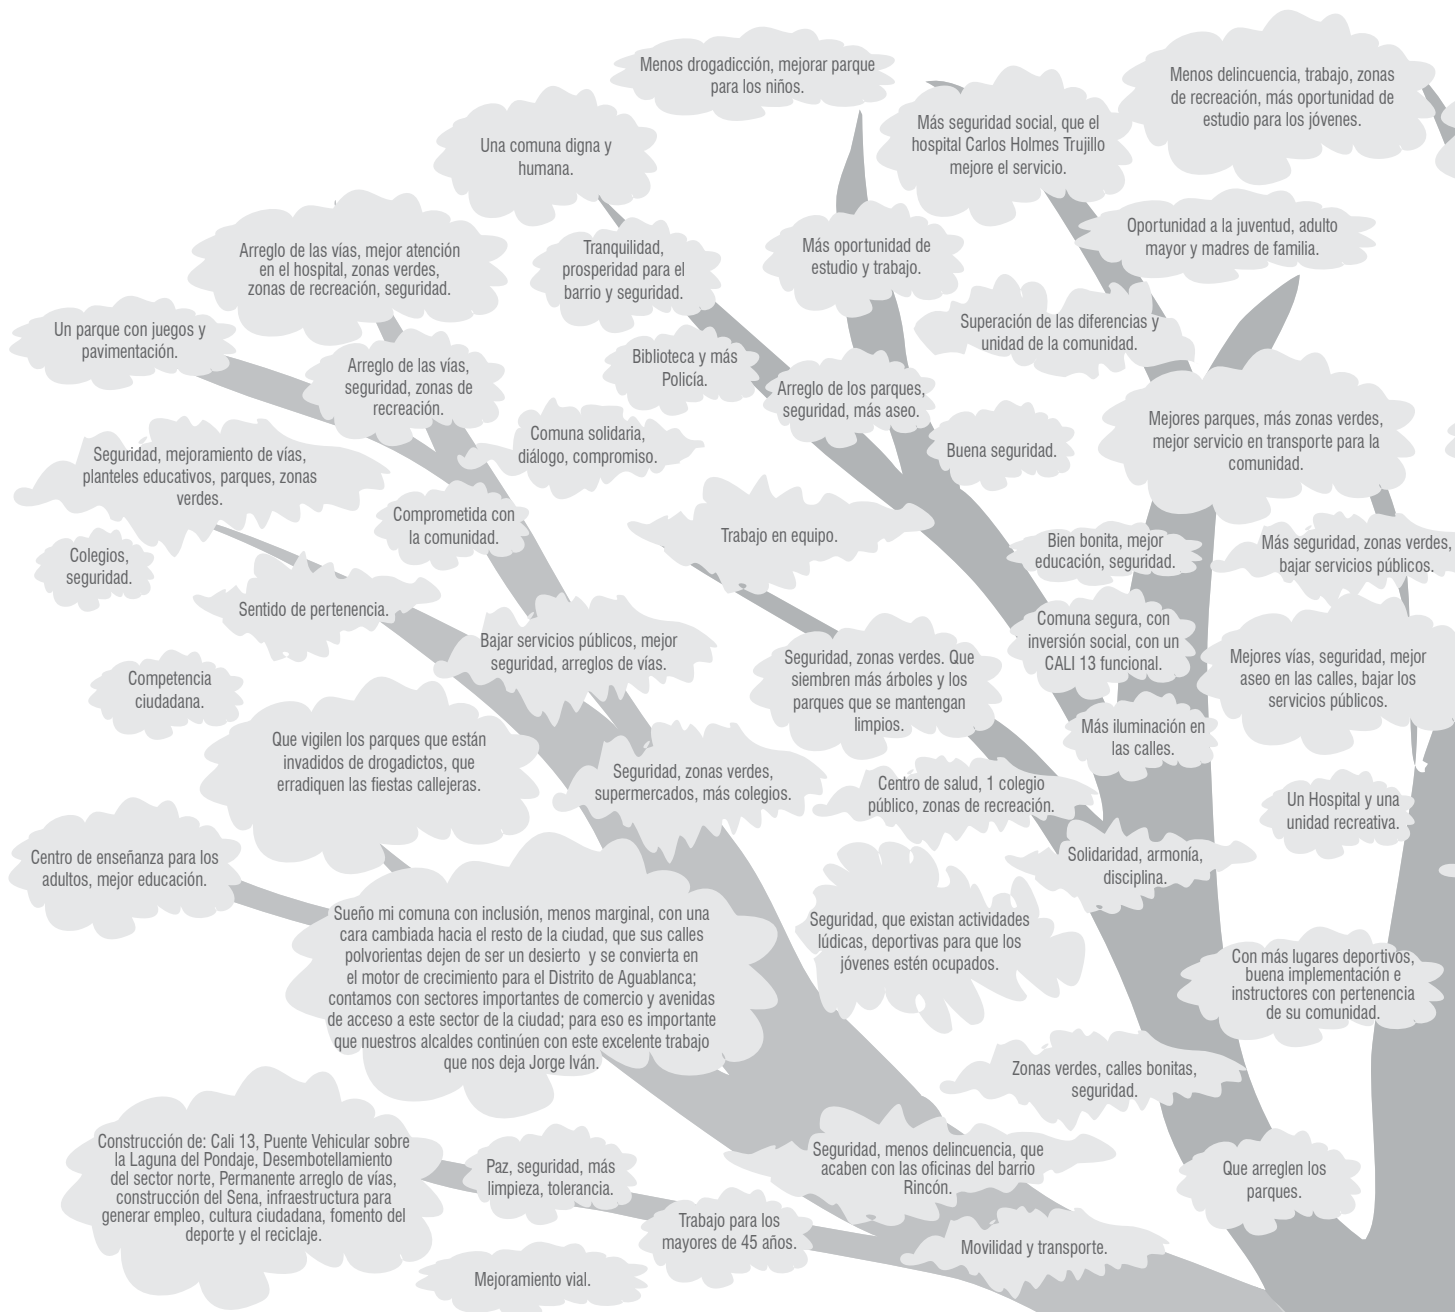 Menos drogadicción, mejorar parque
para los niños.
Menos delincuencia, trabajo, zonas
de recreación, más oportunidad de
estudio para los jóvenes.
Más seguridad social, que el
hospital Carlos Holmes Trujillo
mejore el servicio.
Una comuna digna y
humana.
Arreglo de las vías, mejor atención
en el hospital, zonas verdes,
zonas de recreación, seguridad.
Tranquilidad,
prosperidad para el
barrio y seguridad.
Más oportunidad de
estudio y trabajo.
Oportunidad a la juventud, adulto
mayor y madres de familia.
Un parque con juegos y
pavimentación.
Superación de las diferencias y
unidad de la comunidad.
Arreglo de las vías,
seguridad, zonas de
recreación.
Biblioteca y más
Policía.
Arreglo de los parques,
seguridad, más aseo.
Mejores parques, más zonas verdes,
mejor servicio en transporte para la
comunidad.
Seguridad, mejoramiento de vías,
planteles educativos, parques, zonas
verdes.
Comuna solidaria,
diálogo, compromiso.
Buena seguridad.
Comprometida con
la comunidad.
Trabajo en equipo.
Bien bonita, mejor
educación, seguridad.
Más seguridad, zonas verdes,
bajar servicios públicos.
Colegios,
seguridad.
Sentido de pertenencia.
Bajar servicios públicos, mejor
seguridad, arreglos de vías.
Seguridad, zonas verdes. Que
siembren más árboles y los
parques que se mantengan
limpios.
Comuna segura, con
inversión social, con un
CALI 13 funcional.
Mejores vías, seguridad, mejor
aseo en las calles, bajar los
servicios públicos.
Competencia
ciudadana.
Que vigilen los parques que están
invadidos de drogadictos, que
erradiquen las fiestas callejeras.
Seguridad, zonas verdes,
supermercados, más colegios.
Más iluminación en
las calles.
Centro de salud, 1 colegio
público, zonas de recreación.
Un Hospital y una
unidad recreativa.
Centro de enseñanza para los
adultos, mejor educación.
Solidaridad, armonía,
disciplina.
Sueño mi comuna con inclusión, menos marginal, con una
cara cambiada hacia el resto de la ciudad, que sus calles
polvorientas dejen de ser un desierto y se convierta en
el motor de crecimiento para el Distrito de Aguablanca;
contamos con sectores importantes de comercio y avenidas
de acceso a este sector de la ciudad; para eso es importante
que nuestros alcaldes continúen con este excelente trabajo
que nos deja Jorge Iván.
Seguridad, que existan actividades
lúdicas, deportivas para que los
jóvenes estén ocupados.
Con más lugares deportivos,
buena implementación e
instructores con pertenencia
de su comunidad.
Zonas verdes, calles bonitas,
seguridad.
Construcción de: Cali 13, Puente Vehicular sobre
la Laguna del Pondaje, Desembotellamiento
del sector norte, Permanente arreglo de vías,
construcción del Sena, infraestructura para
generar empleo, cultura ciudadana, fomento del
deporte y el reciclaje.
Paz, seguridad, más
limpieza, tolerancia.
Seguridad, menos delincuencia, que
acaben con las oficinas del barrio
Rincón.
Que arreglen los
parques.
Trabajo para los
mayores de 45 años.
Movilidad y transporte.
Mejoramiento vial.